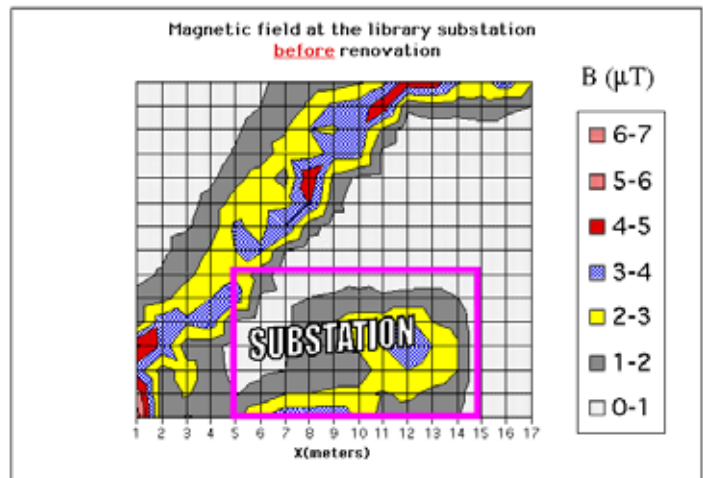 Magnetic field at the library substation
before renovation
B (µT)
6-7
5-6
4-5
3-4
2-3
1-2
0-1
SUBSTATION
1 2 3 4 5 6 7 8 9 10 11 12 13 14 15 16 17
X(meters)